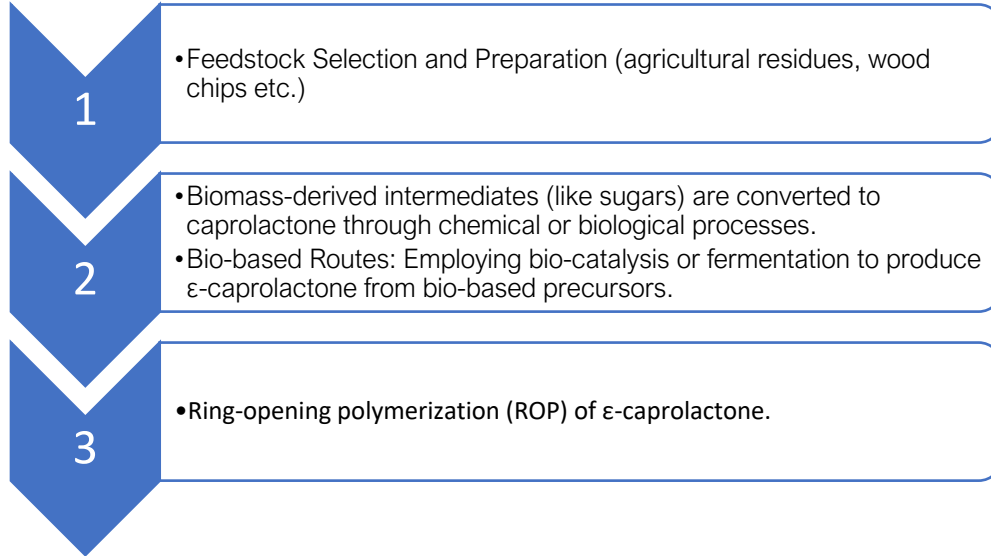 1
•Feedstock Selection and Preparation (agricultural residues, wood
chips etc.)
2
•Biomass-derived intermediates (like sugars) are converted to
caprolactone through chemical or biological processes.
•Bio-based Routes: Employing bio-catalysis or fermentation to produce
ε-caprolactone from bio-based precursors.
3
•Ring-opening polymerization (ROP) of ε-caprolactone.